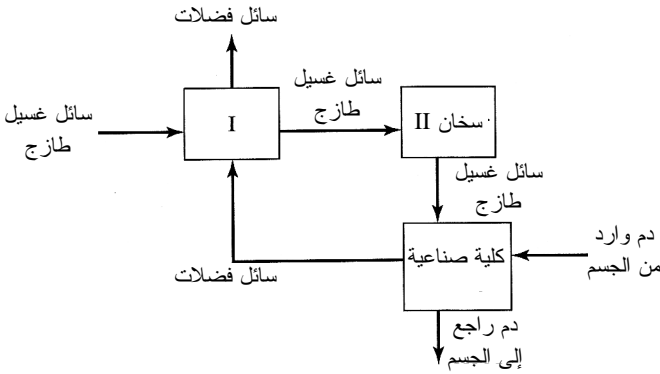 سائل فضلات
سائل غسيل
طازج
سائل غسيل
طازج
I
سخان II
سائل غسيل
طازج
كلية صناعية
دم وارد
من الجسم
سائل فضلات
دم راجع
إلى الجسم